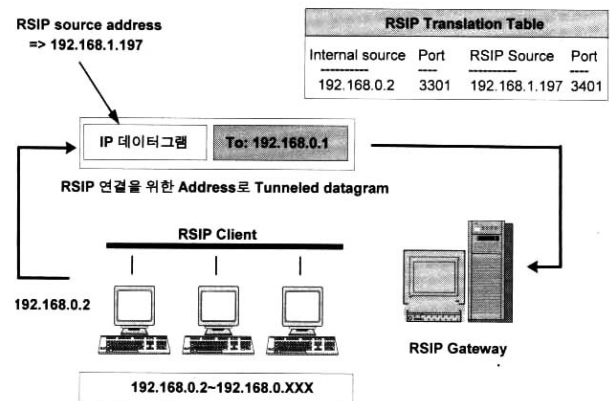 RSIP source address
=> 192.168.1.197
RSIP Translation Table
Internal source Port RSIP Source Port
192.168.0.2 3301 192.168.1.197 3401
IP 데이터그램
To: 192.168.0.1
RSIP 연결을 위한 Address로 Tunneled datagram
RSIP Client
192.168.0.2
RSIP Gateway
192.168.0.2~192.168.0.XXX